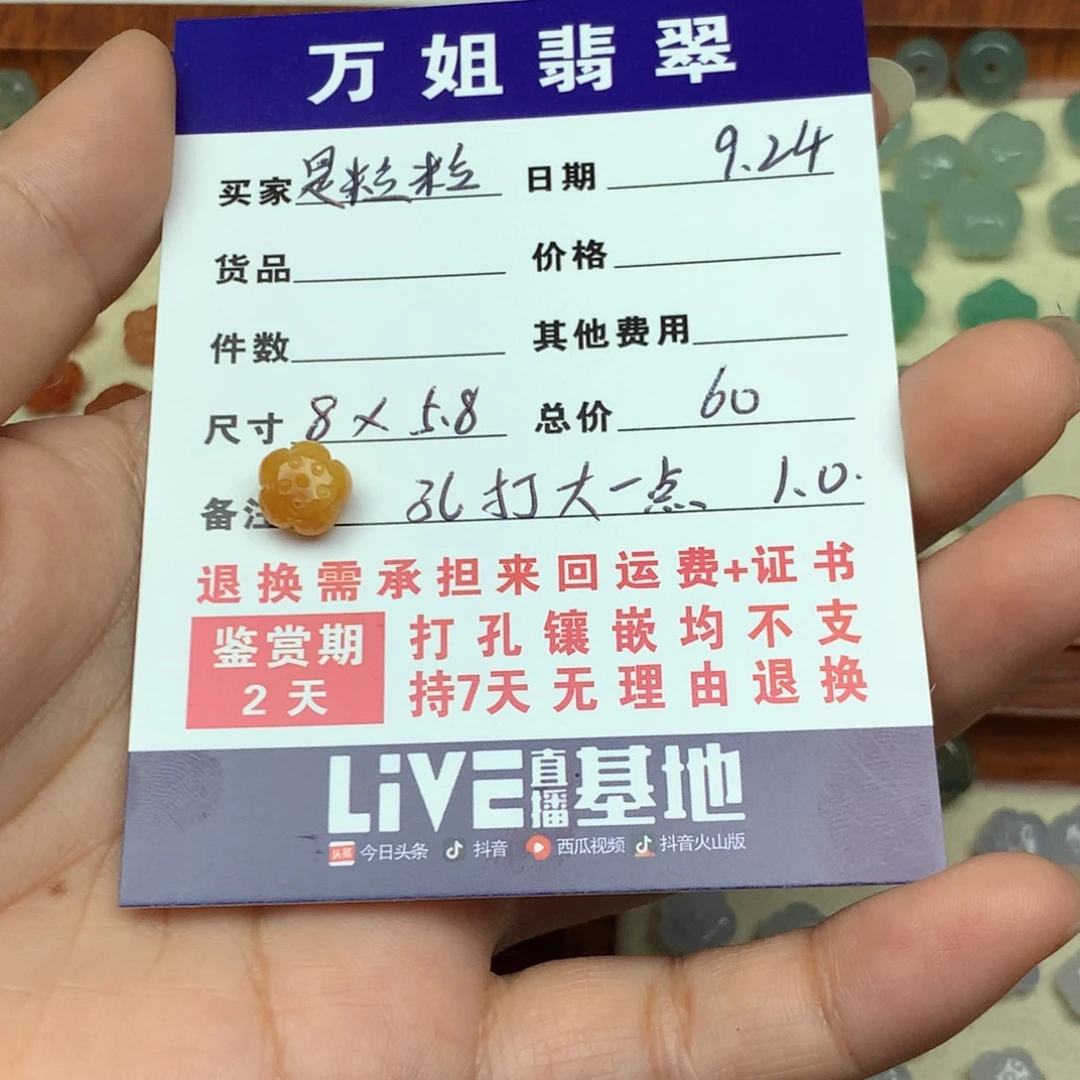 万姐翡翠
买家 是粒粒 日期 9.24
货品 价格
件数 其他费用
尺寸 8×5.8 总价 60
备注 孔打大一点 1.0.
退换需承担来回运费+证书
鉴赏期 打孔镶嵌均不支
2天 持7天无理由退换
LiVE直播基地
头条 今日头条 抖音 西瓜视频 抖音火山版